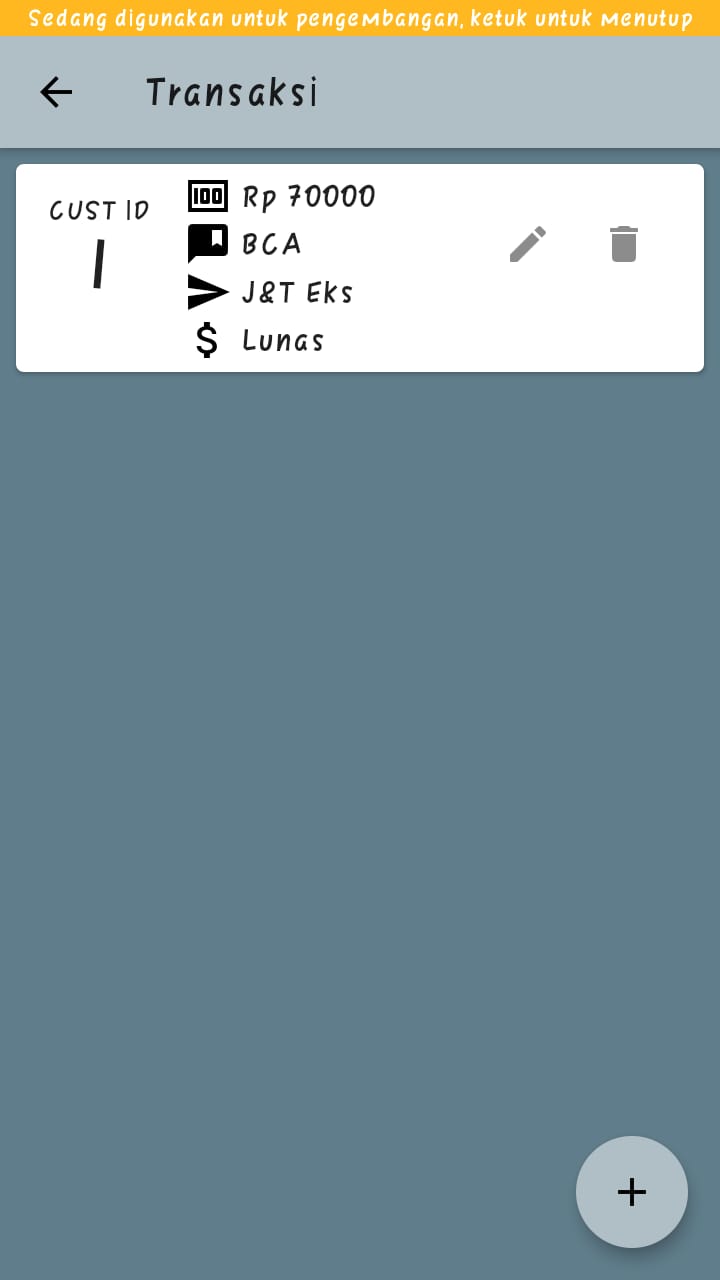 Sedang digunakan untuk pengembangan, ketuk untuk Menutup
Transaksi
CUST ID
1
100 Rp 70000
BCA
J&T Eks
$ Lunas